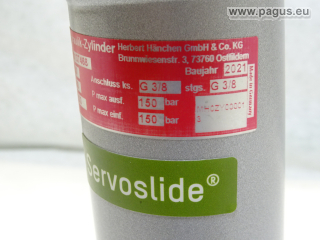 www.pagus.eu
-Zylinder
Herbert Hänchen GmbH & Co. KG
Brunnwiesenstr. 3, 73760 Ostfildern
Baujahr 2021
Anschluss ks. G 3/8 stgs. G 3/8
P max ausf. 150 bar
P max einf. 150 bar
Servoslide®